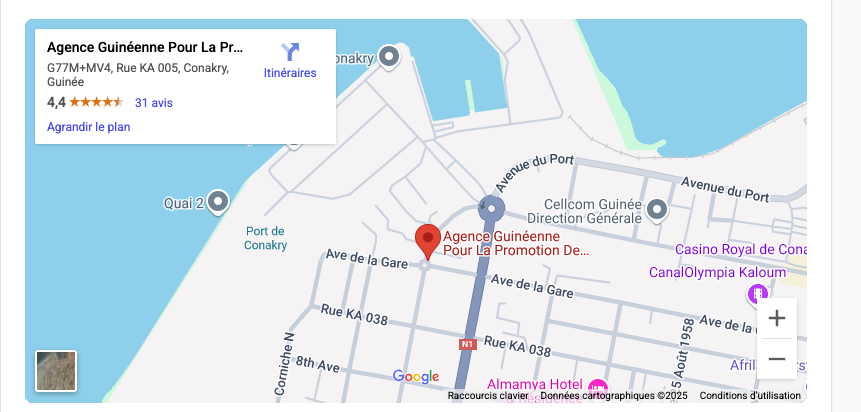 Agence Guinéenne Pour La Pr...
G77M+MV4, Rue KA 005, Conakry,
Guinée
Itinéraires
4,4
31 avis
Agrandir le plan
onakry
Avenue du Port
Avenue du Port
Quai 2
Cellcom Guinée
Direction Générale
Port de
Conakry
Agence Guinéenne
Pour La Promotion De...
Ave de la Gare
Casino Royal de Cona
CanalOlympia Kaloum
Ave de la Gare
Rue KA 038
Ave de la
N1
Rue KA 038
5 Août 1958
Corniche N
8th Ave
Google
Almamya Hotel
& Résidence
Raccourcis clavier
Données cartographiques ©2025
Conditions d'utilisation